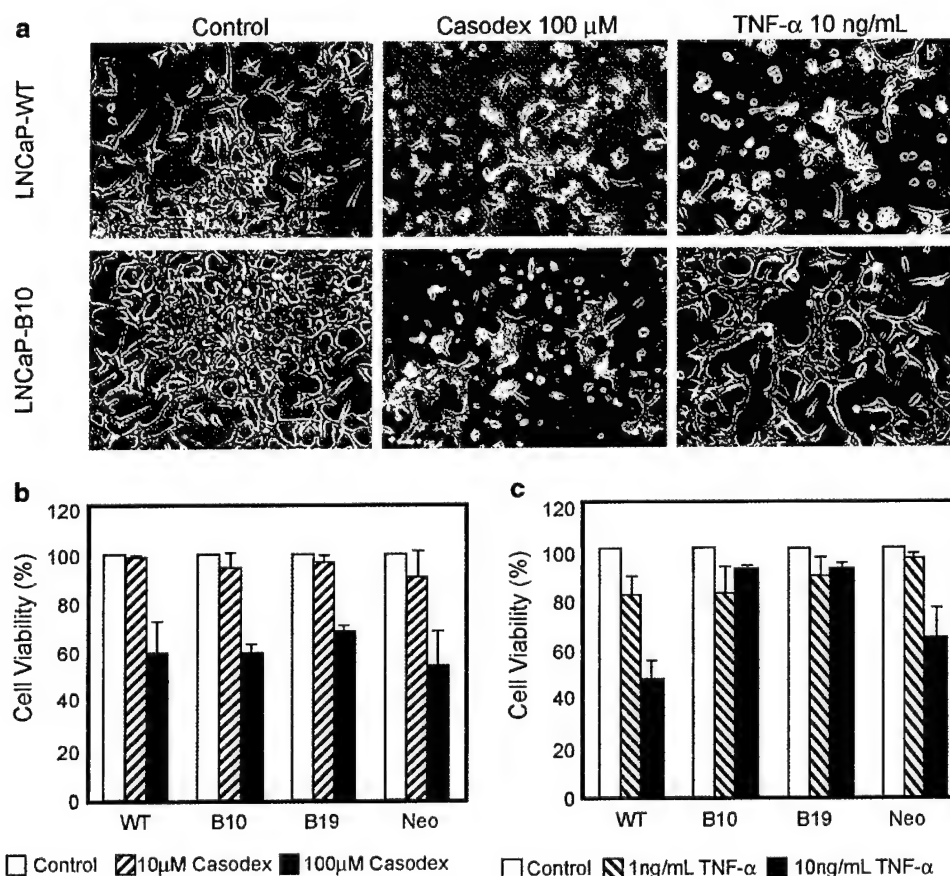 a
Control
Casodex 100 µM
TNF-α 10 ng/mL
LNCaP-WT
LNCaP-B10
b
Cell Viability (%)
120
100
80
60
40
20
0
WT
B10
B19
Neo
Control
10µM Casodex
100µM Casodex
c
Cell Viability (%)
120
100
80
60
40
20
0
WT
B10
B19
Neo
Control
1ng/mL TNF-α
10ng/mL TNF-α